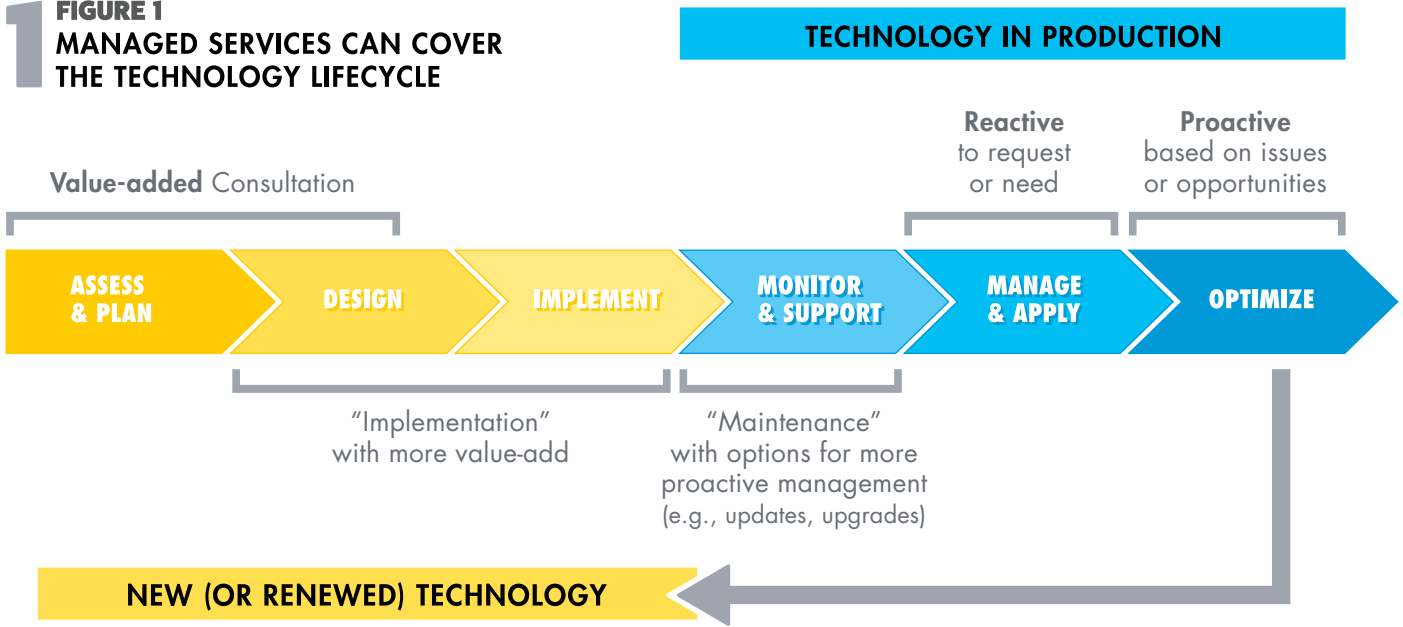 1
FIGURE 1
MANAGED SERVICES CAN COVER
THE TECHNOLOGY LIFECYCLE
TECHNOLOGY IN PRODUCTION
Value-added Consultation
Reactive
to request
or need
Proactive
based on issues
or opportunities
ASSESS
& PLAN
DESIGN
IMPLEMENT
MONITOR
& SUPPORT
MANAGE
& APPLY
OPTIMIZE
“Implementation”
with more value-add
“Maintenance”
with options for more
proactive management
(e.g., updates, upgrades)
NEW (OR RENEWED) TECHNOLOGY